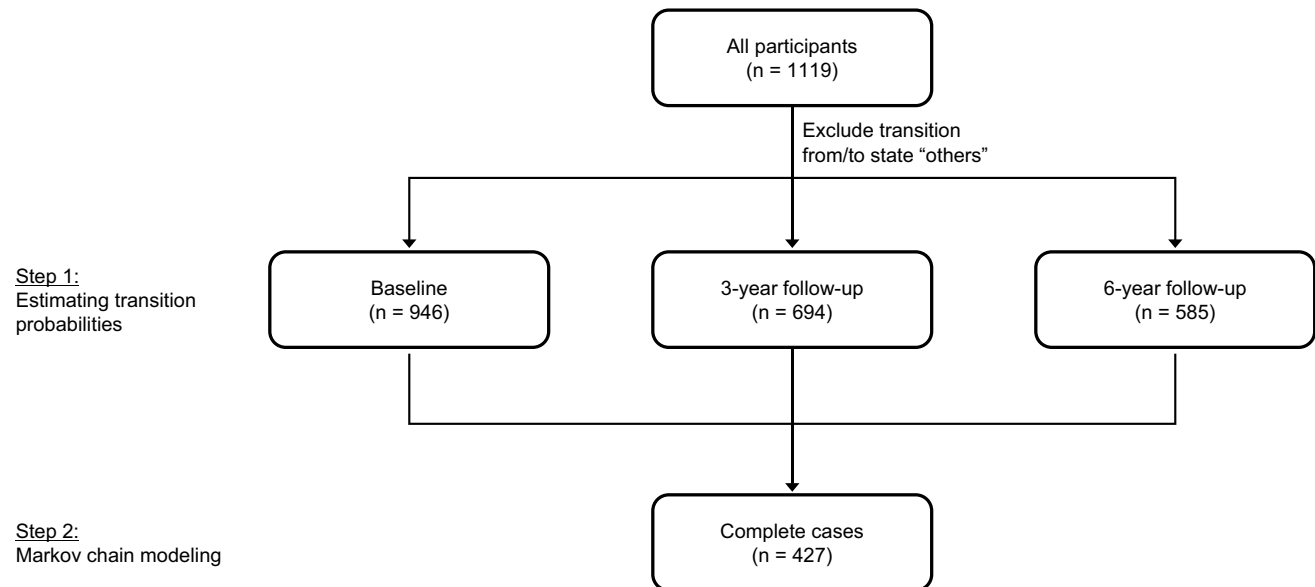 All participants
(n = 1119)
Exclude transition
from/to state “others”
Step 1:
Estimating transition
probabilities
Baseline
(n = 946)
3-year follow-up
(n = 694)
6-year follow-up
(n = 585)
Step 2:
Markov chain modeling
Complete cases
(n = 427)